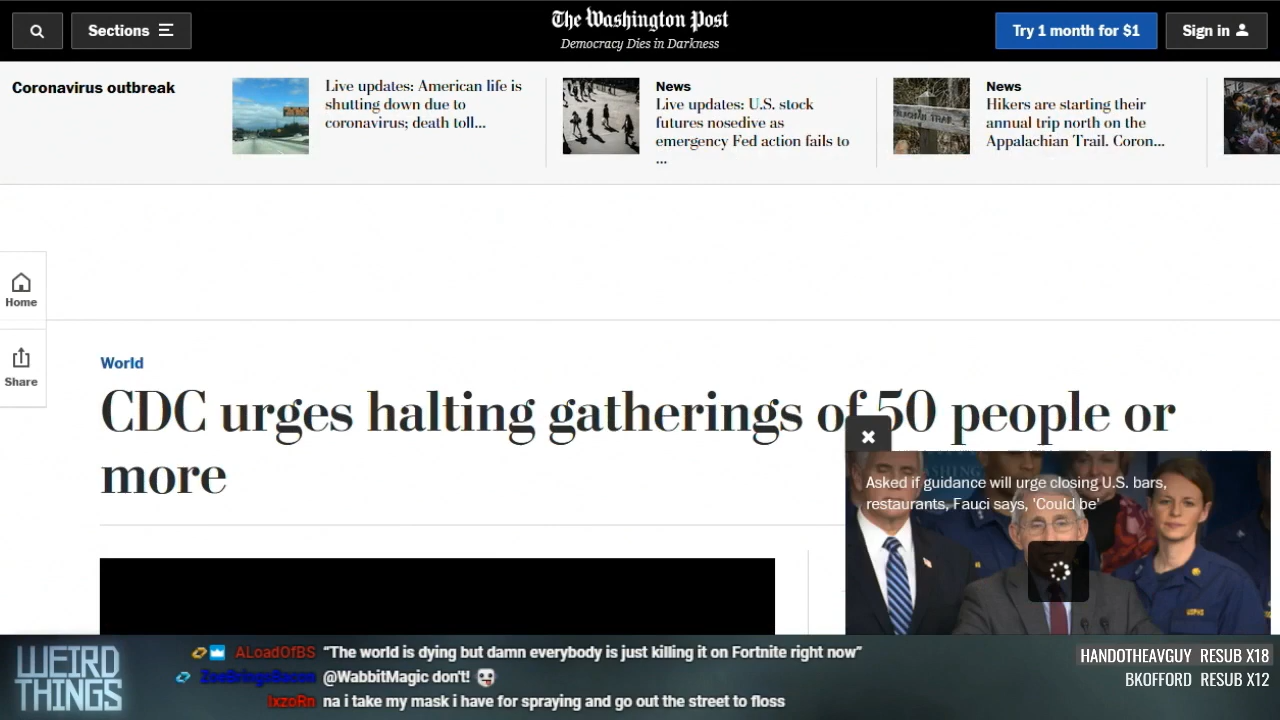 Sections
The Washington Post
Democracy Dies in Darkness
Try 1 month for $1
Sign in
Coronavirus outbreak
Live updates: American life is
shutting down due to
coronavirus; death toll...
News
Live updates: U.S. stock
futures nosedive as
emergency Fed action fails to
...
APPALACHIAN TRAIL
News
Hikers are starting their
annual trip north on the
Appalachian Trail. Coron...
Home
Share
World
CDC urges halting gatherings of 50 people or
more
Asked if guidance will urge closing U.S. bars,
restaurants, Fauci says, 'Could be'
WEIRD
THINGS
ALoadOfBS “The world is dying but damn everybody is just killing it on Fortnite right now”
ZoeBringsBacon @WabbitMagic don't!
IxzoRn na i take my mask i have for spraying and go out the street to floss
HANDOTHEAVGUY RESUB X18
BKOFFORD RESUB X12